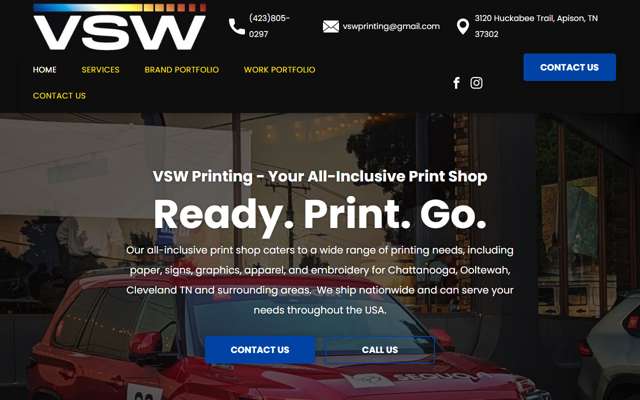 VSW
(423)805-
0297
vswprinting@gmail.com
3120 Huckabee Trail, Apison, TN
37302
CONTACT US
HOME
SERVICES
BRAND PORTFOLIO
WORK PORTFOLIO
CONTACT US
VSW Printing - Your All-Inclusive Print Shop
Ready. Print. Go.
Our all-inclusive print shop caters to a wide range of printing needs, including
paper, signs, graphics, apparel, and embroidery for Chattanooga, Ooltewah,
Cleveland TN and surrounding areas. We ship nationwide and can serve your
needs throughout the USA.
CONTACT US
CALL US
SEQUOIA